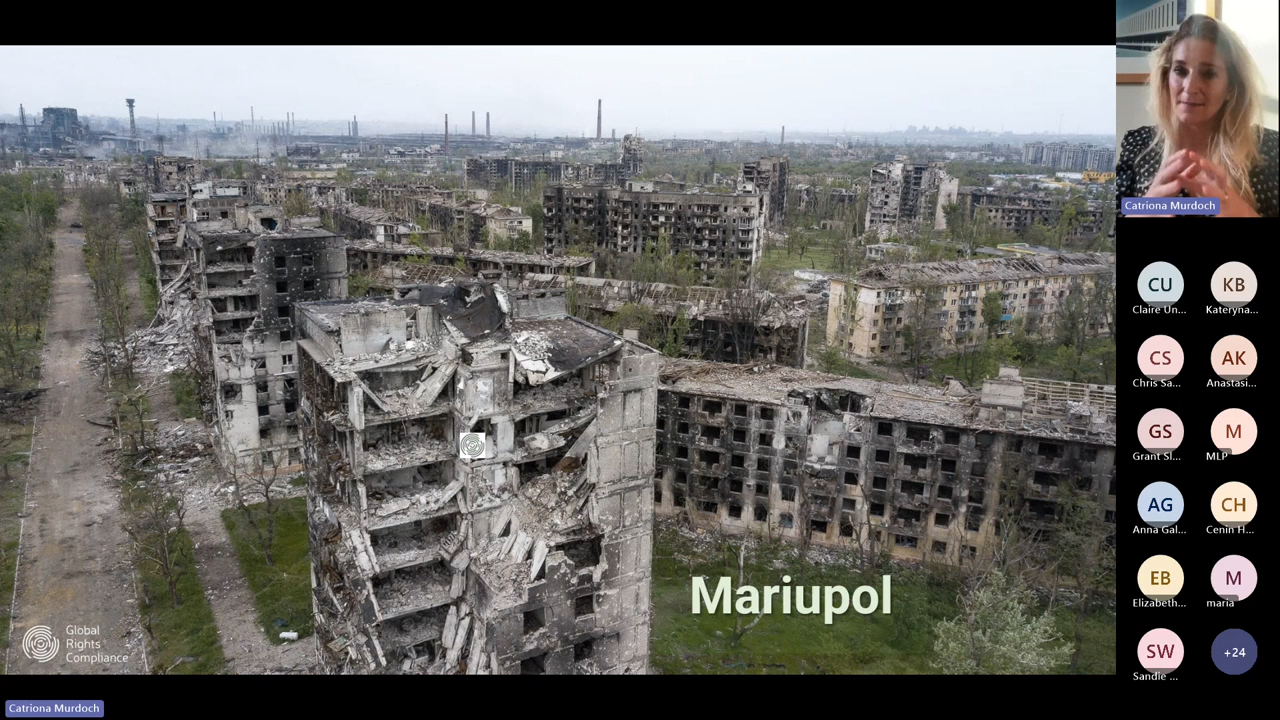 Mariupol
Global
Rights
Compliance
Catriona Murdoch
Catriona Murdoch
CU
Claire Un...
KB
Kateryna...
CS
Chris Sa...
AK
Anastasi...
GS
Grant Sl...
M
MLP
AG
Anna Gal...
CH
Cenin H...
EB
Elizabeth...
M
maria
SW
Sandie ...
+24